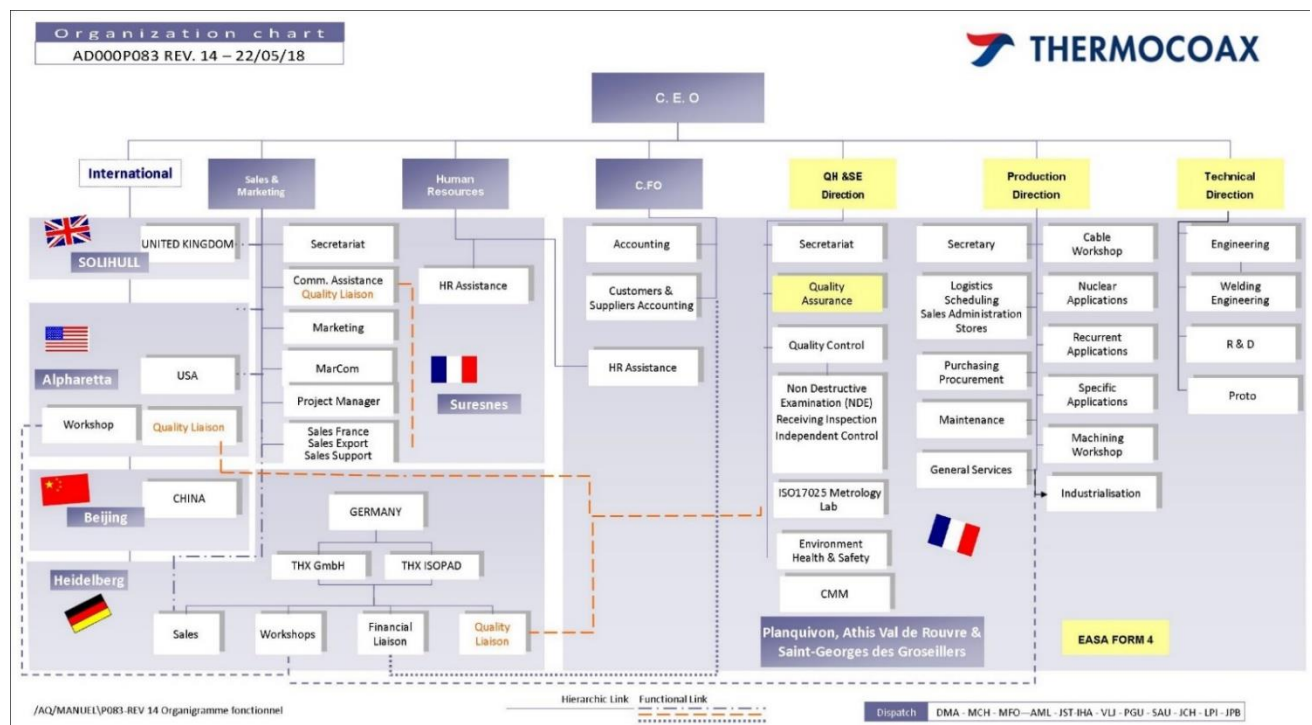 Organization chart
AD000P083 REV. 14 – 22/05/18
THERMOCOAX
C. E. O
International
Sales &
Marketing
Human
Resources
C.FO
QH &SE
Direction
Production
Direction
Technical
Direction
UNITED KINGDOM
SOLIHULL
Alpharetta
USA
Workshop
Quality Liaison
CHINA
Beijing
Heidelberg
Secretariat
Comm. Assistance
Quality Liaison
Marketing
MarCom
Project Manager
Sales France
Sales Export
Sales Support
HR Assistance
Suresnes
GERMANY
THX GmbH
THX ISOPAD
Sales
Workshops
Financial
Liaison
Quality
Liaison
Accounting
Customers &
Suppliers Accounting
HR Assistance
Secretariat
Quality
Assurance
Quality Control
Non Destructive
Examination (NDE)
Receiving Inspection
Independent Control
ISO17025 Metrology
Lab
Environment
Health & Safety
CMM
Planquivon, Athis Val de Rouvre &
Saint-Georges des Groseillers
Secretary
Logistics
Scheduling
Sales Administration
Stores
Purchasing
Procurement
Maintenance
General Services
Cable
Workshop
Nuclear
Applications
Recurrent
Applications
Specific
Applications
Machining
Workshop
Industrialisation
Engineering
Welding
Engineering
R & D
Proto
EASA FORM 4
/AQ/MANUEL\P083-REV 14 Organigramme fonctionnel
Hierarchic Link
Functional Link
Dispatch
DMA - MCH - MFO---AML - JST-IHA - VLJ - PGU - SAU - JCH - LPI - JPB